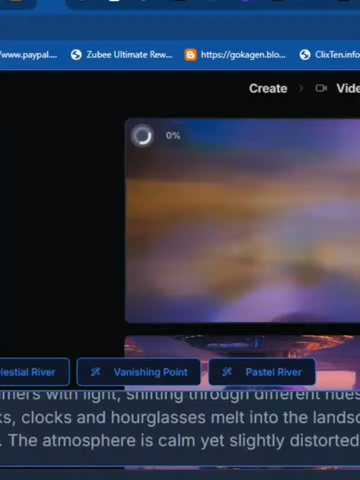 /www.paypal.... Zubee Ultimate Rew... https://gokagen.blo... ClixTen.info
Create > Vide
0%
lestial River Vanishing Point Pastel River
mers with light, shifting through different hues
ks, clocks and hourglasses melt into the landsc
. The atmosphere is calm yet slightly distorted